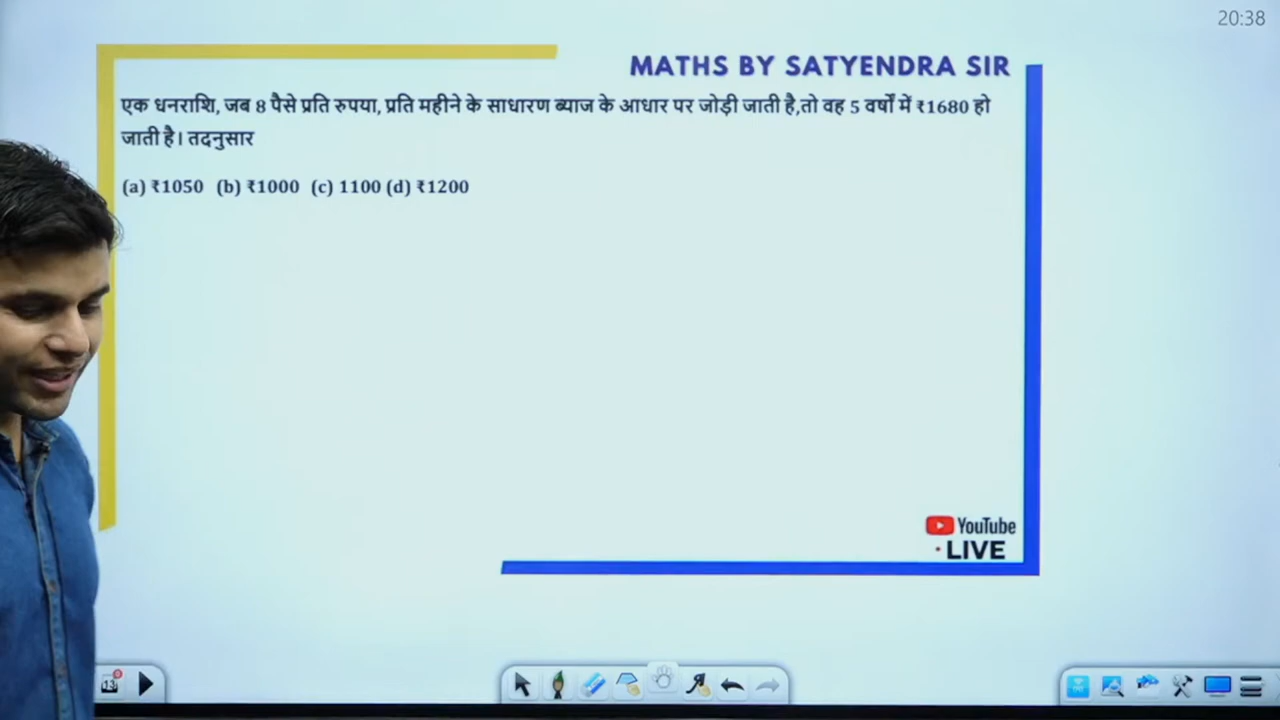 20:38
MATHS BY SATYENDRA SIR
एक धनराशि, जब 8 पैसे प्रति रुपया, प्रति महीने के साधारण ब्याज के आधार पर जोड़ी जाती है,तो वह 5 वर्षों में ₹1680 हो
जाती है। तदनुसार
(a) ₹1050 (b) ₹1000 (c) 1100 (d) ₹1200
YouTube
LIVE
13